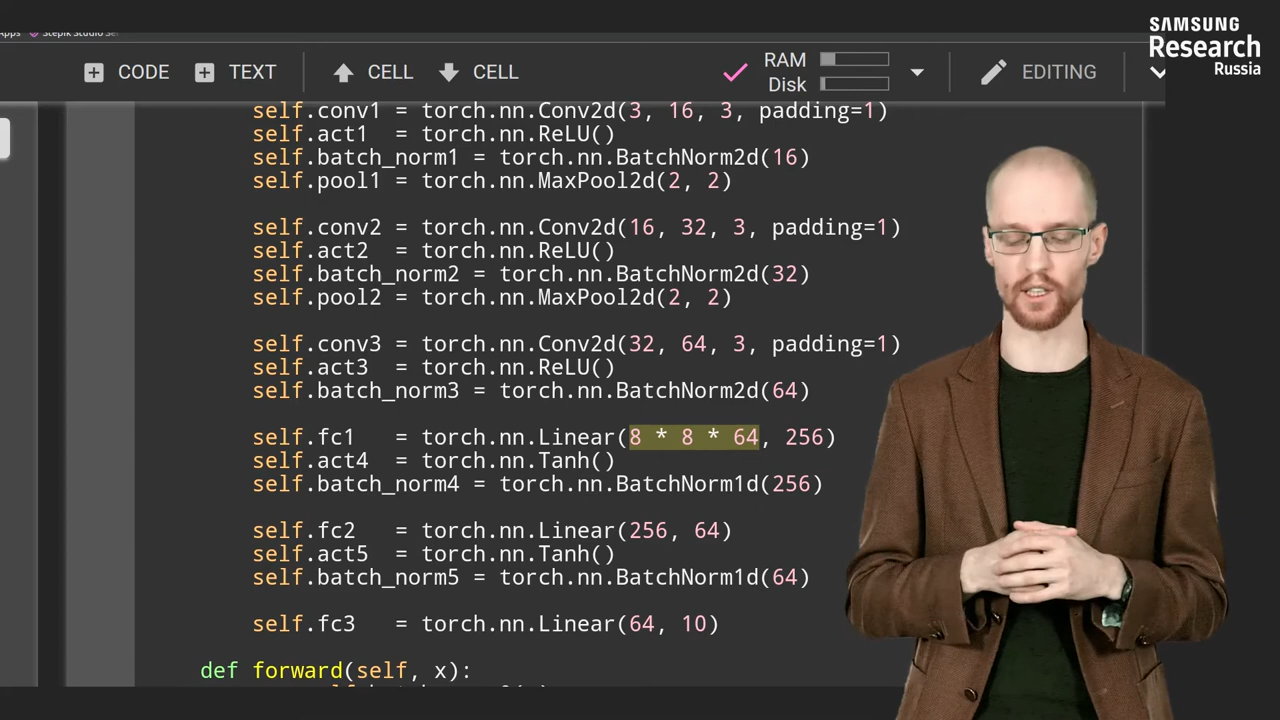 SAMSUNG
Research
Russia
Apps Stepik Studio
CODE TEXT CELL CELL RAM EDITING
Disk
self.conv1 = torch.nn.Conv2d(3, 16, 3, padding=1)
self.act1  = torch.nn.ReLU()
self.batch_norm1 = torch.nn.BatchNorm2d(16)
self.pool1 = torch.nn.MaxPool2d(2, 2)
self.conv2 = torch.nn.Conv2d(16, 32, 3, padding=1)
self.act2  = torch.nn.ReLU()
self.batch_norm2 = torch.nn.BatchNorm2d(32)
self.pool2 = torch.nn.MaxPool2d(2, 2)
self.conv3 = torch.nn.Conv2d(32, 64, 3, padding=1)
self.act3  = torch.nn.ReLU()
self.batch_norm3 = torch.nn.BatchNorm2d(64)
self.fc1   = torch.nn.Linear(8 * 8 * 64, 256)
self.act4  = torch.nn.Tanh()
self.batch_norm4 = torch.nn.BatchNorm1d(256)
self.fc2   = torch.nn.Linear(256, 64)
self.act5  = torch.nn.Tanh()
self.batch_norm5 = torch.nn.BatchNorm1d(64)
self.fc3   = torch.nn.Linear(64, 10)
def forward(self, x):